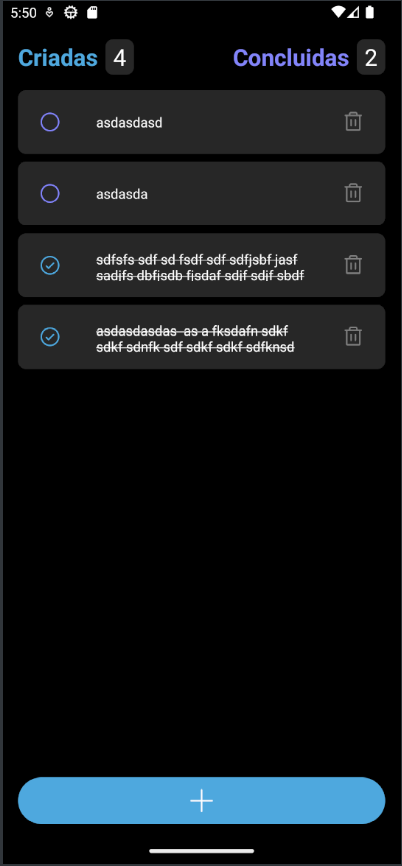 5:50
Criadas 4 Concluidas 2
asdasdasd
asdasda
sdfsfs sdf sd fsdf sdf sdfjsbf jasf
sadifs dbfisdb fisdaf sdif sdif sbdf
asdasdasdas as a fksdafn sdkf
sdkf sdnfk sdf sdkf sdkf sdfknsd